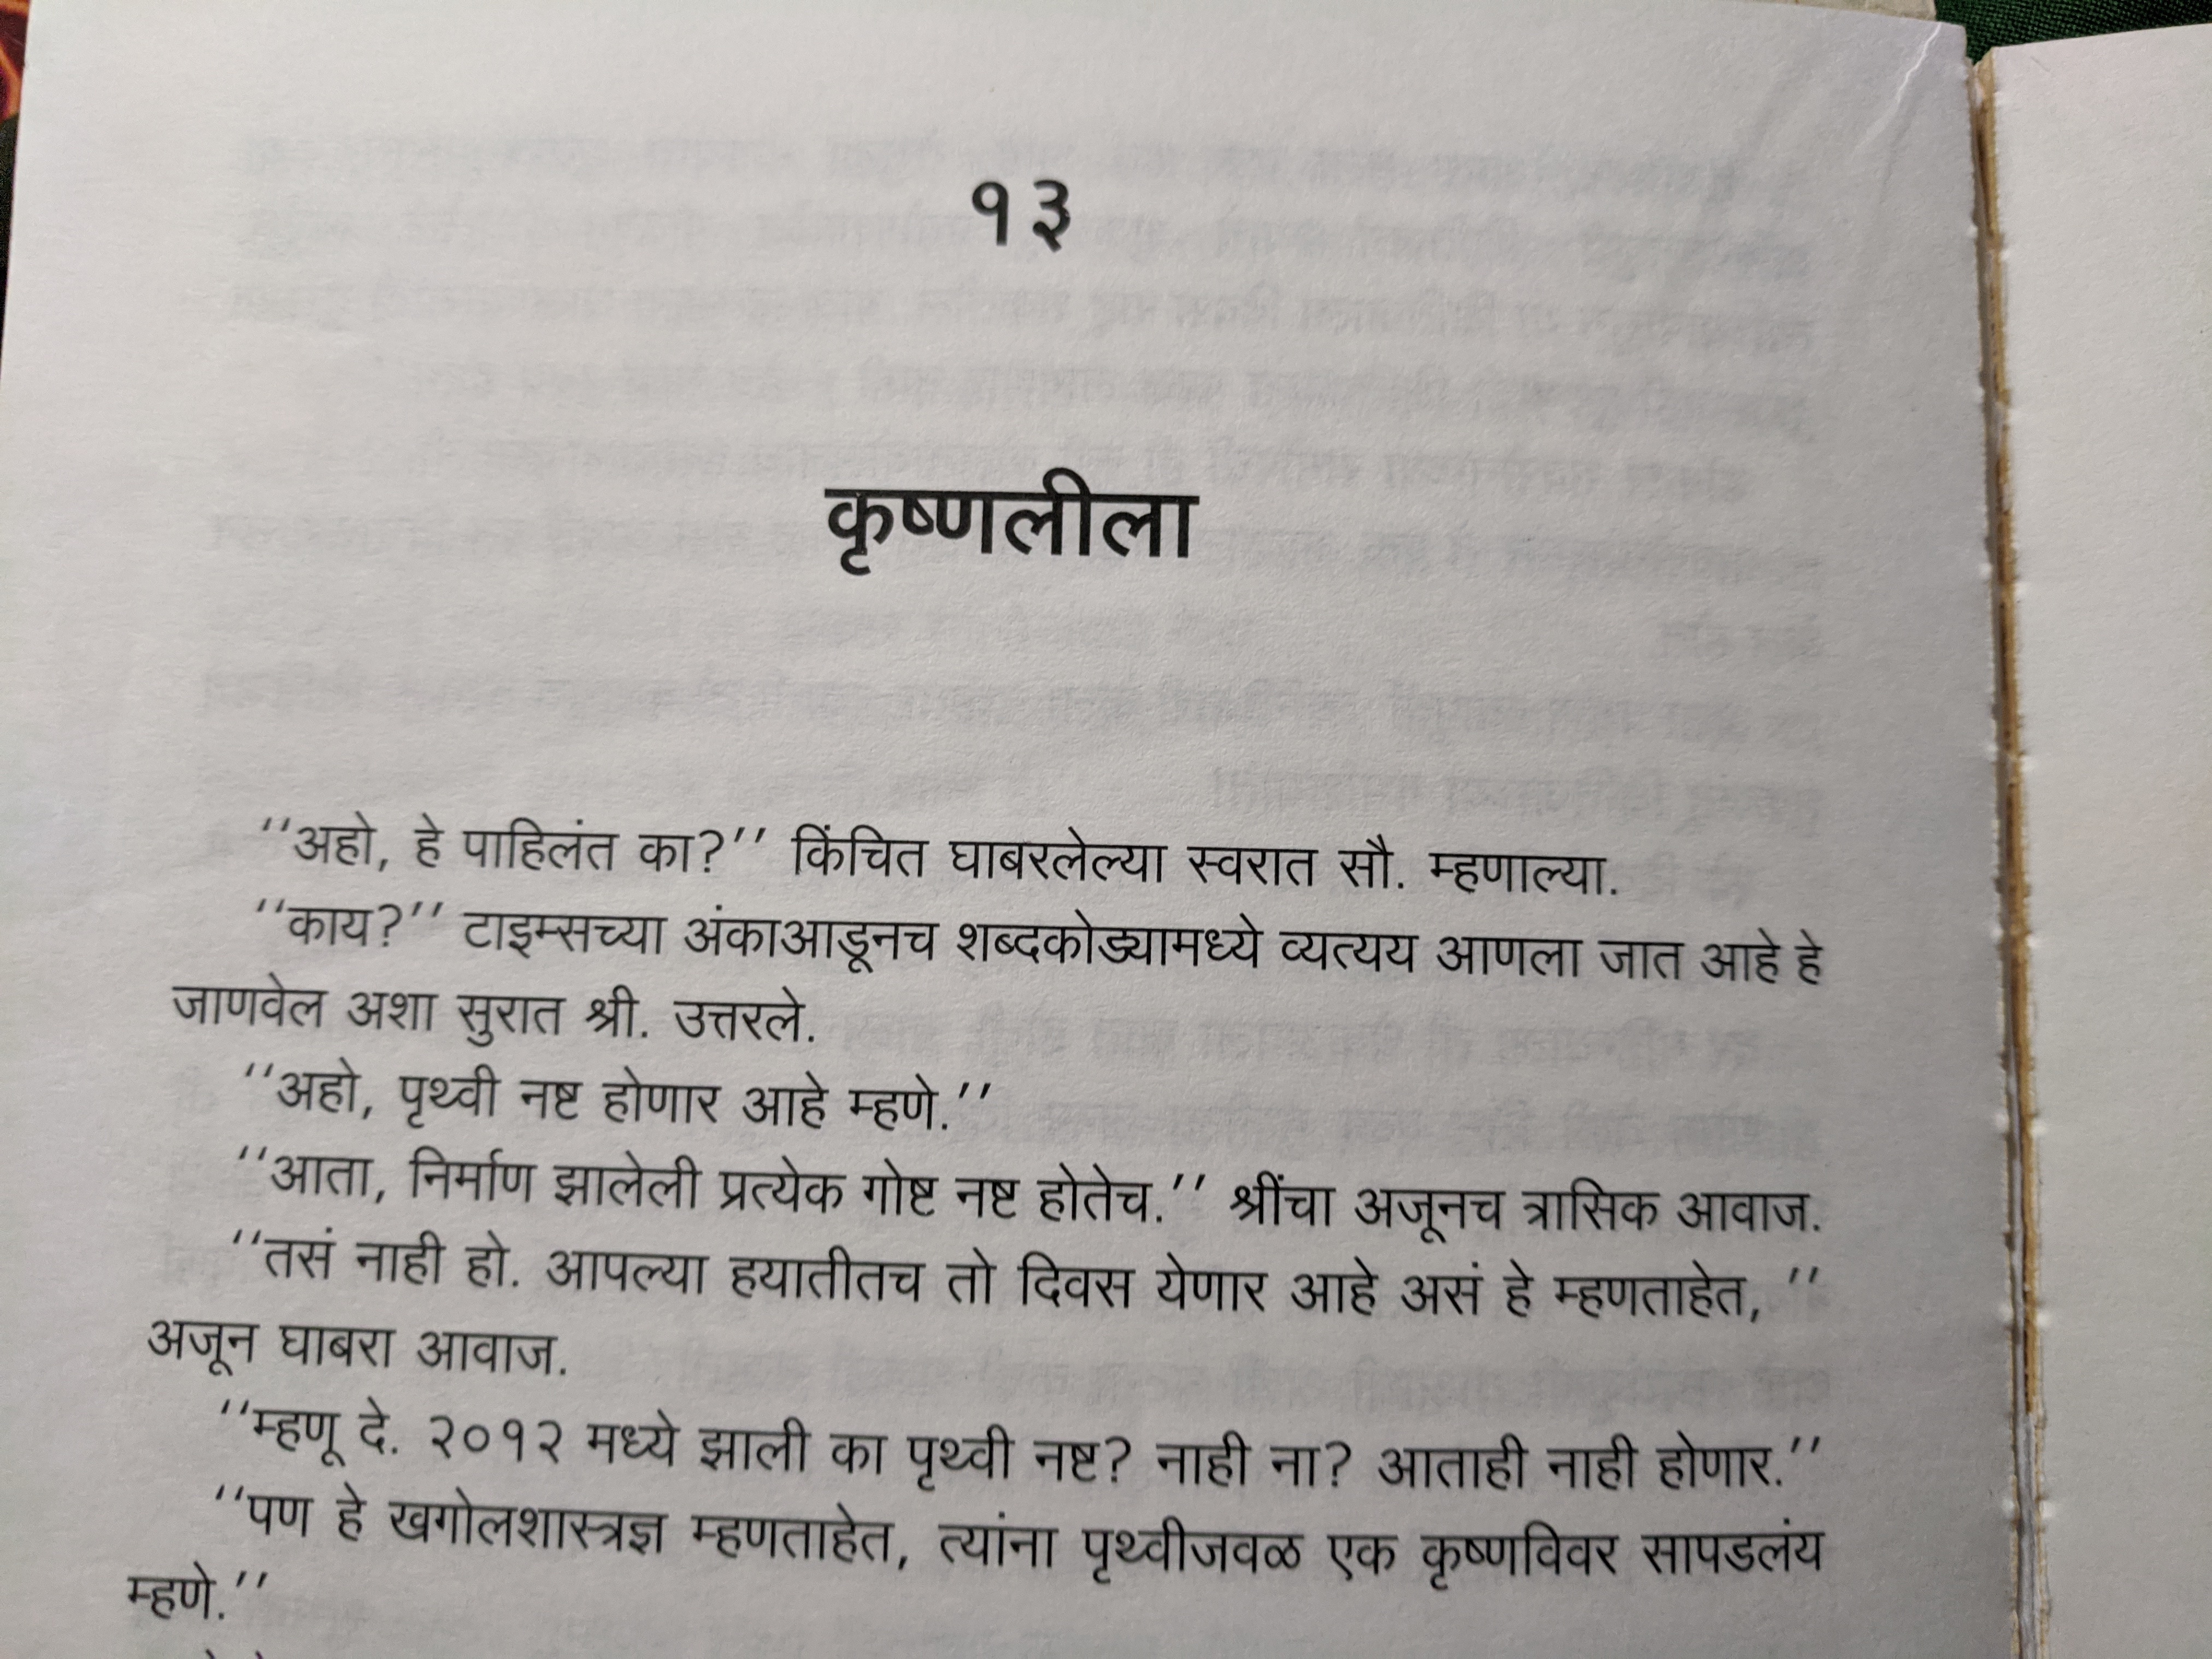 १३
कृष्णलीला
‘‘अहो, हे पाहिलंत का?’’ किंचित घाबरलेल्या स्वरात सौ. म्हणाल्या.
‘‘काय?’’ टाइम्सच्या अंकाआडूनच शब्दकोड्यामध्ये व्यत्यय आणला जात आहे हे
जाणवेल अशा सुरात श्री. उत्तरले.
‘‘अहो, पृथ्वी नष्ट होणार आहे म्हणे.’’
‘‘आता, निर्माण झालेली प्रत्येक गोष्ट नष्ट होतेच.’’ श्रींचा अजूनच त्रासिक आवाज.
‘‘तसं नाही हो. आपल्या हयातीतच तो दिवस येणार आहे असं हे म्हणताहेत, ’’
अजून घाबरा आवाज.
‘‘म्हणू दे. २०१२ मध्ये झाली का पृथ्वी नष्ट? नाही ना? आताही नाही होणार.’’
‘‘पण हे खगोलशास्त्रज्ञ म्हणताहेत, त्यांना पृथ्वीजवळ एक कृष्णविवर सापडलंय
म्हणे.’’